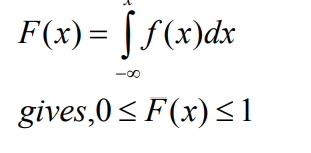 F(x) = ∫_{-∞}^{x} f(x)dx
gives,0 ≤ F(x) ≤ 1